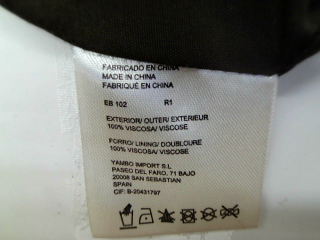 FABRICADO EN CHINA
MADE IN CHINA
FABRIQUÉ EN CHINA
EB 102 R1
EXTERIOR/ OUTER/ EXTERIEUR
100% VISCOSA/ VISCOSE
FORRO/ LINING/ DOUBLOURE
100% VISCOSA/ VISCOSE
YAMBO IMPORT S.L
PASEO DEL FARO, 71 BAJO
20008 SAN SEBASTIAN
SPAIN
CIF: B-20431797